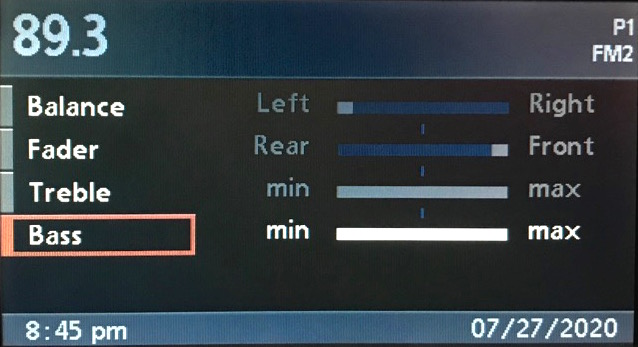 89.3
P1
FM2
Balance Left Right
Fader Rear Front
Treble min max
Bass min max
8:45 pm 07/27/2020